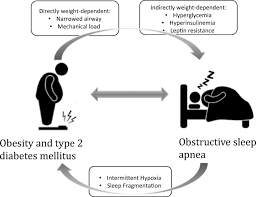 Directly weight-dependent:
• Narrowed airway
• Mechanical load
Indirectly weight-dependent:
• Hyperglycemia
• Hyperinsulinemia
• Leptin resistance
Obesity and type 2
diabetes mellitus
Obstructive sleep
apnea
• Intermittent Hypoxia
• Sleep Fragmentation